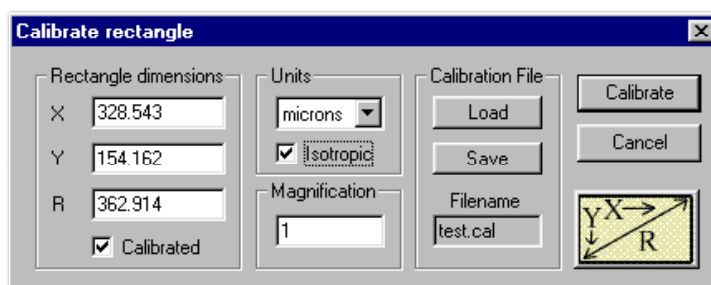 Calibrate rectangle
Rectangle dimensions
X 328.543
Y 154.162
R 362.914
Calibrated
Units
microns
Isotropic
Magnification
1
Calibration File
Load
Save
Filename
test.cal
Calibrate
Cancel
X
Y
R